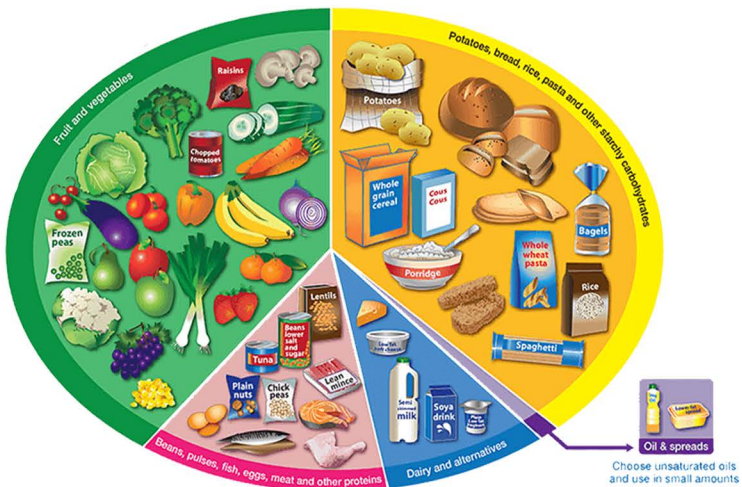 Fruit and vegetables
Potatoes, bread, rice, pasta and other starchy carbohydrates
Raisins
Potatoes
Chopped
tomatoes
Whole
grain
cereal
Cous
Cous
Frozen
peas
Bagels
Whole
wheat
pasta
Porridge
Rice
Lentils
Beans
lower
salt
and
sugar
Tuna
Low fat
soft cheese
Spaghetti
Lean
mince
Plain
nuts
Chick
peas
Semi
skimmed
milk
Soya
drink
Plain
Low fat
Lower fat
spread
Oil & spreads
Beans, pulses, fish, eggs, meat and other proteins
Dairy and alternatives
Choose unsaturated oils
and use in small amounts